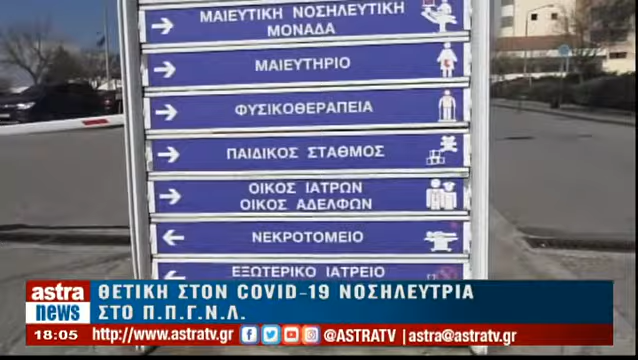 ΜΑΙΕΥΤΙΚΗ ΝΟΣΗΛΕΥΤΙΚΗ
ΜΟΝΑΔΑ
ΜΑΙΕΥΤΗΡΙΟ
ΦΥΣΙΚΟΘΕΡΑΠΕΙΑ
ΠΑΙΔΙΚΟΣ ΣΤΑΘΜΟΣ
ΟΙΚΟΣ ΙΑΤΡΩΝ
ΟΙΚΟΣ ΑΔΕΛΦΩΝ
ΝΕΚΡΟΤΟΜΕΙΟ
ΕΞΩΤΕΡΙΚΟ ΙΑΤΡΕΙΟ
astra
news
ΘΕΤΙΚΗ ΣΤΟΝ COVID-19 ΝΟΣΗΛΕΥΤΡΙΑ
ΣΤΟ Π.Π.Γ.Ν.Λ.
18:05 http://www.astratv.gr @ASTRATV | astra@astratv.gr